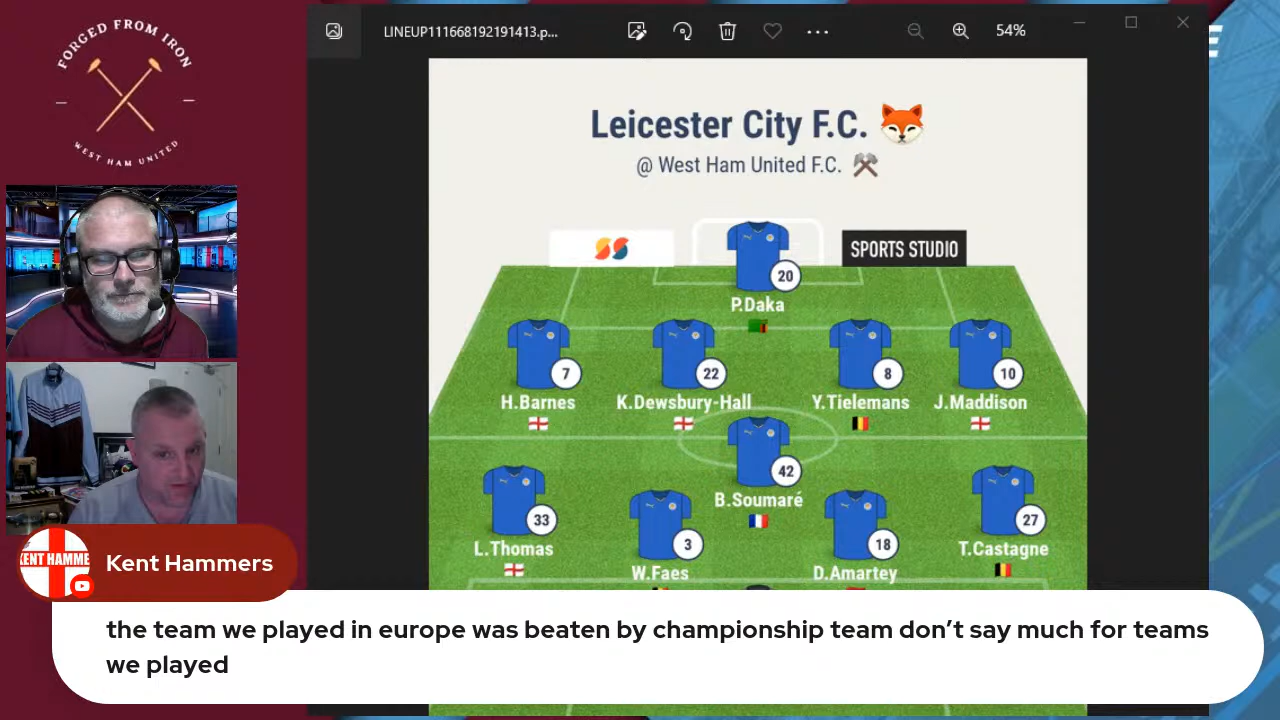 FORGED FROM IRON
WEST HAM UNITED
LINEUP111668192191413.p...
54%
E
Leicester City F.C.
@ West Ham United F.C.
SPORTS STUDIO
20
P.Daka
7
22
8
10
H.Barnes
K.Dewsbury-Hall
Y.Tielemans
J.Maddison
42
B.Soumaré
33
3
18
27
L.Thomas
W.Faes
D.Amartey
T.Castagne
KENT HAMME
Kent Hammers
the team we played in europe was beaten by championship team don’t say much for teams
we played